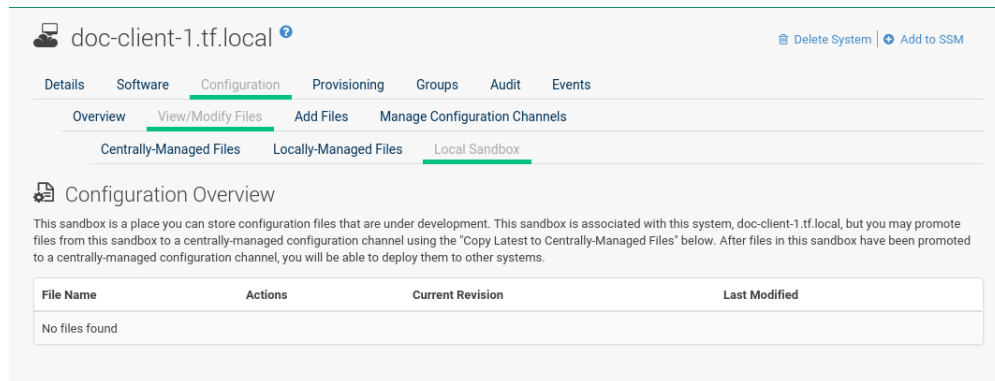 doc-client-1.tf.local ?
Delete System | Add to SSM
Details Software Configuration Provisioning Groups Audit Events
Overview View/Modify Files Add Files Manage Configuration Channels
Centrally-Managed Files Locally-Managed Files Local Sandbox
Configuration Overview
This sandbox is a place you can store configuration files that are under development. This sandbox is associated with this system, doc-client-1.tf.local, but you may promote
files from this sandbox to a centrally-managed configuration channel using the "Copy Latest to Centrally-Managed Files" below. After files in this sandbox have been promoted
to a centrally-managed configuration channel, you will be able to deploy them to other systems.
File Name Actions Current Revision Last Modified
No files found